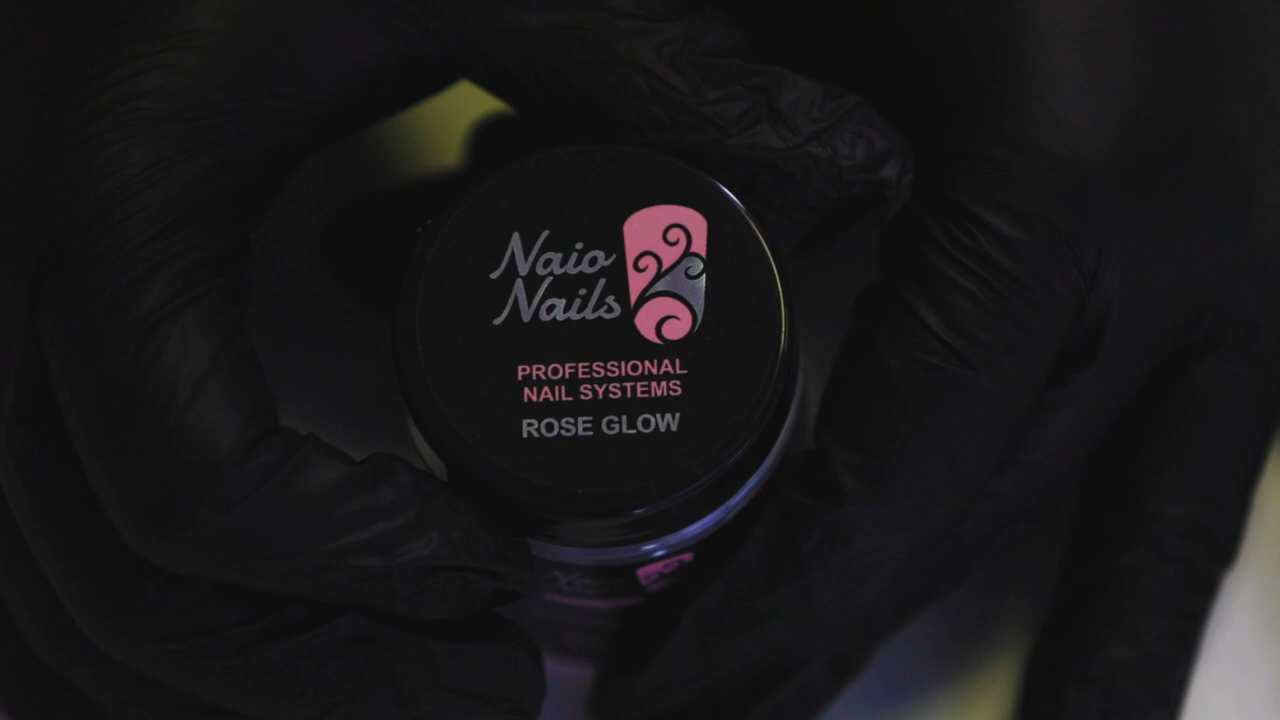 Naio
Nails
PROFESSIONAL
NAIL SYSTEMS
ROSE GLOW